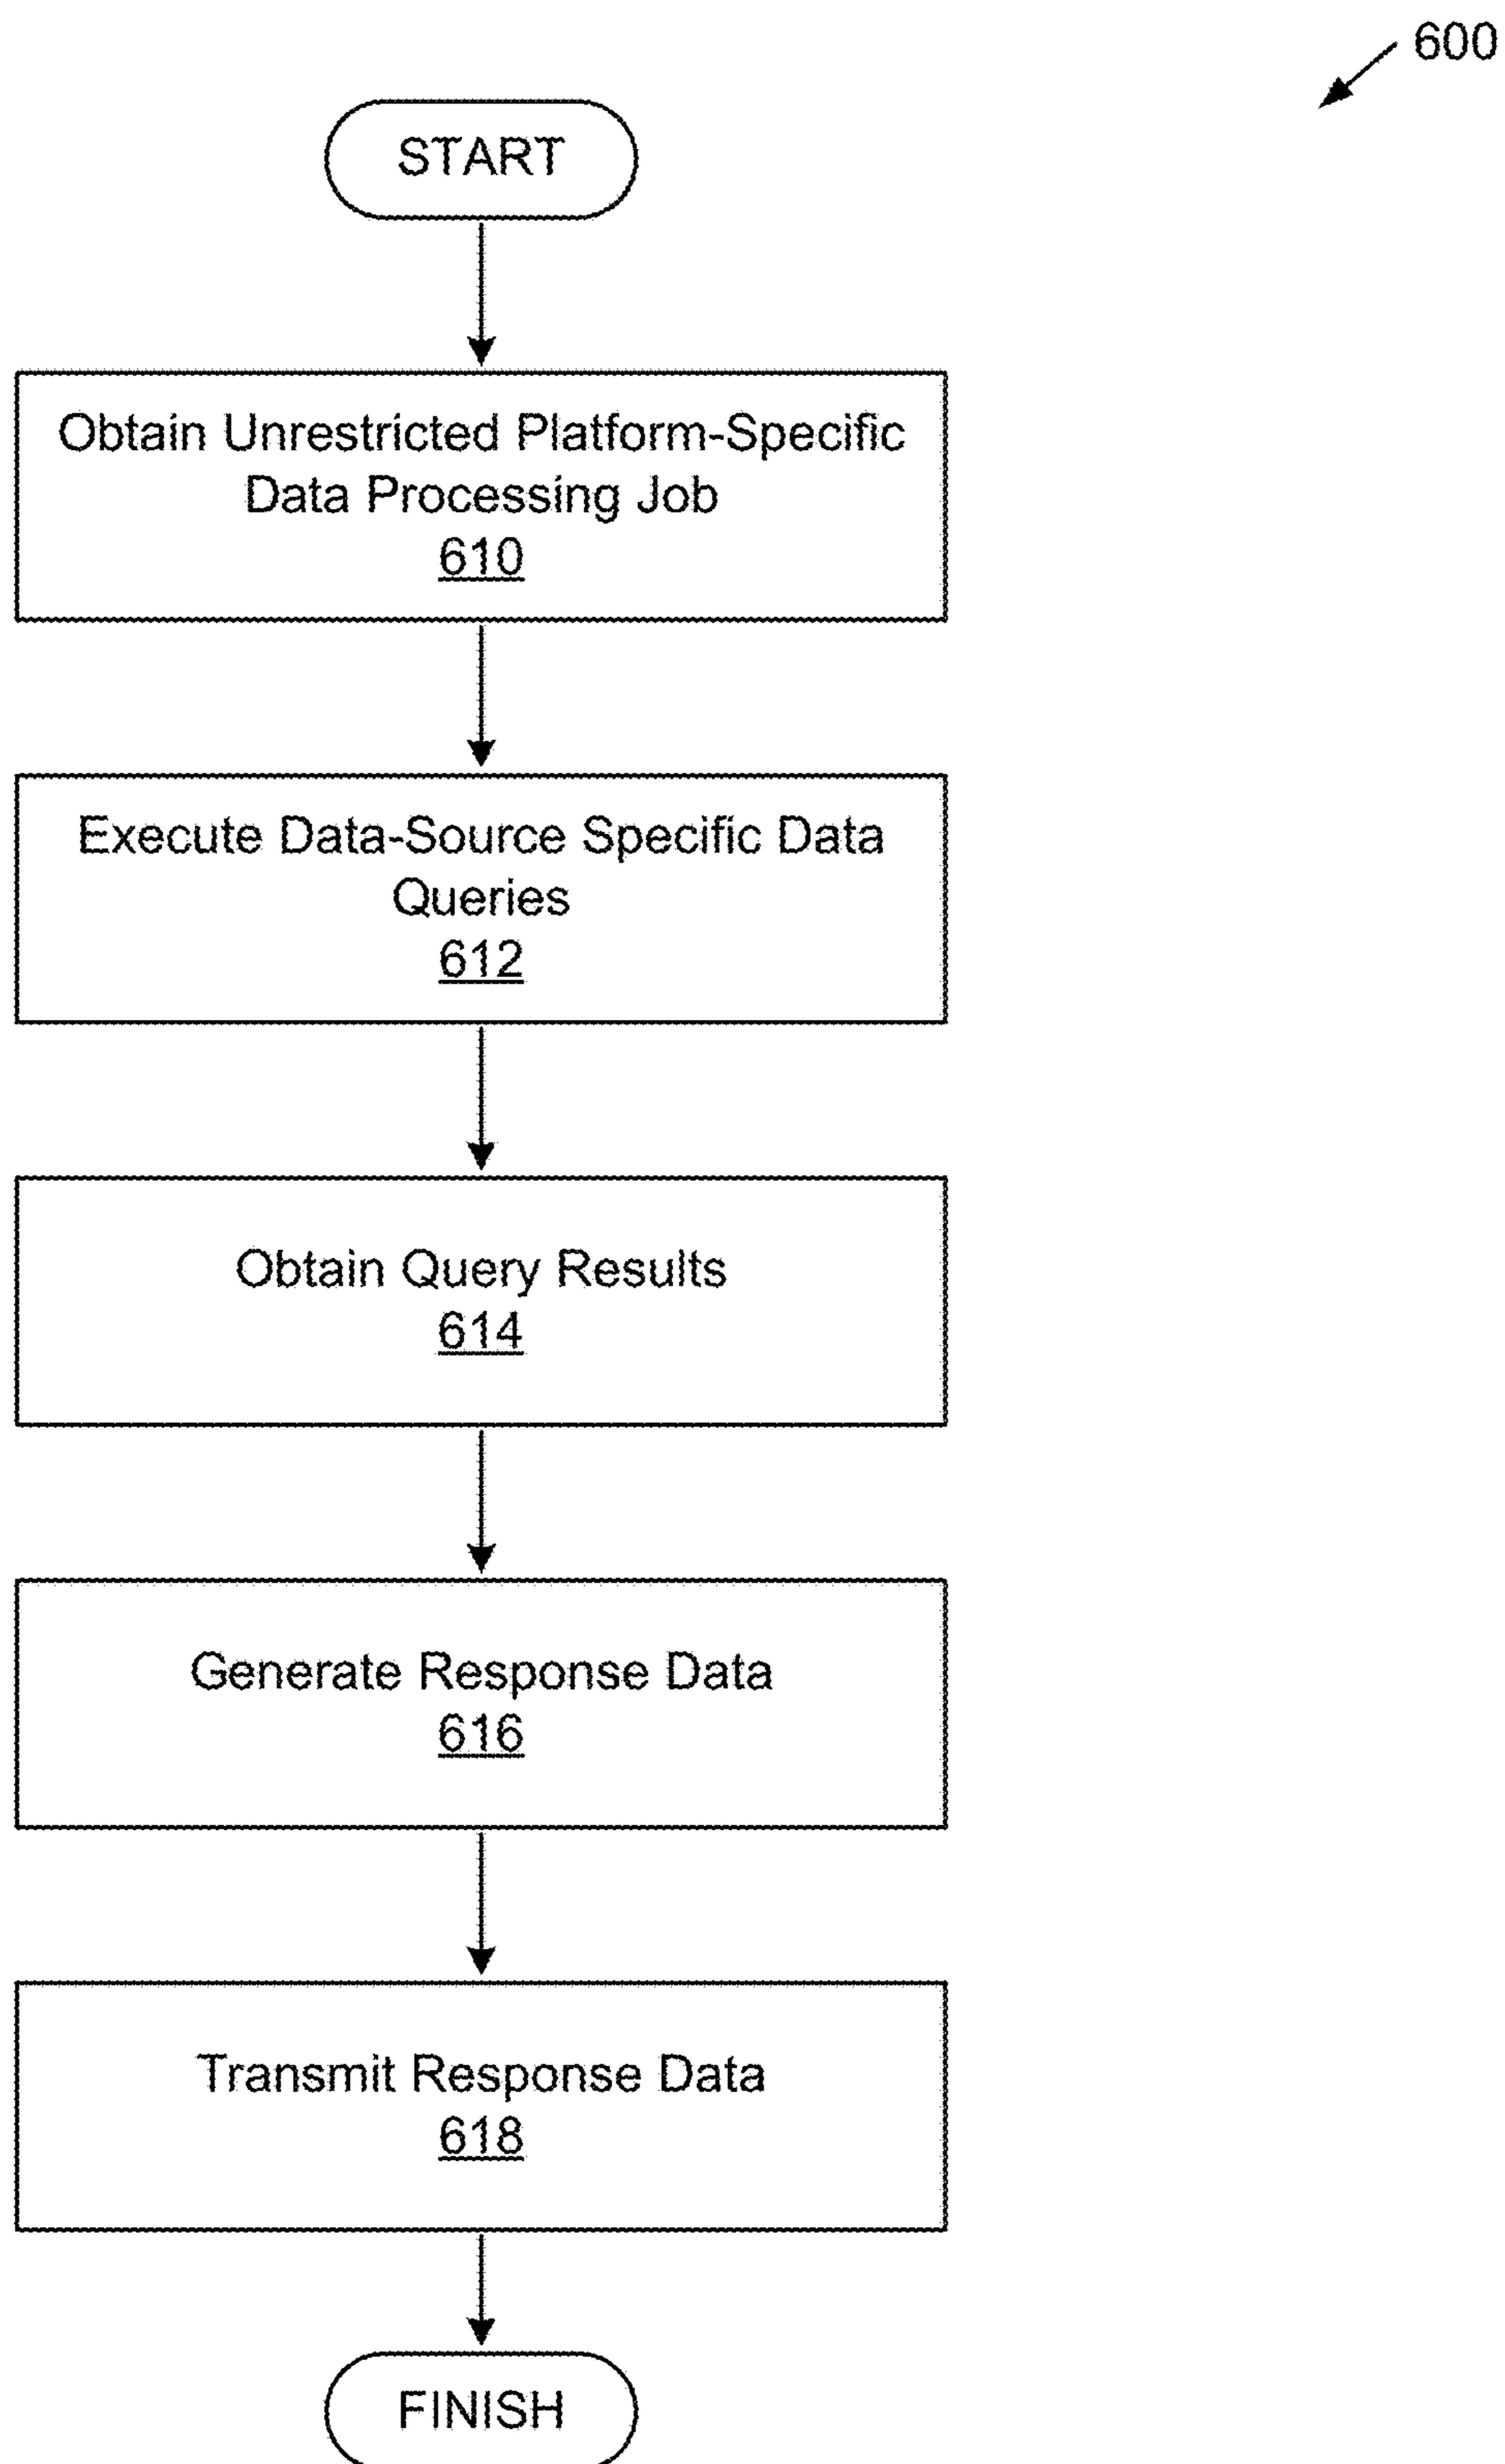 600
START
Obtain Unrestricted Platform-Specific
Data Processing Job
610
Execute Data-Source Specific Data
Queries
612
Obtain Query Results
614
Generate Response Data
616
Transmit Response Data
618
FINISH